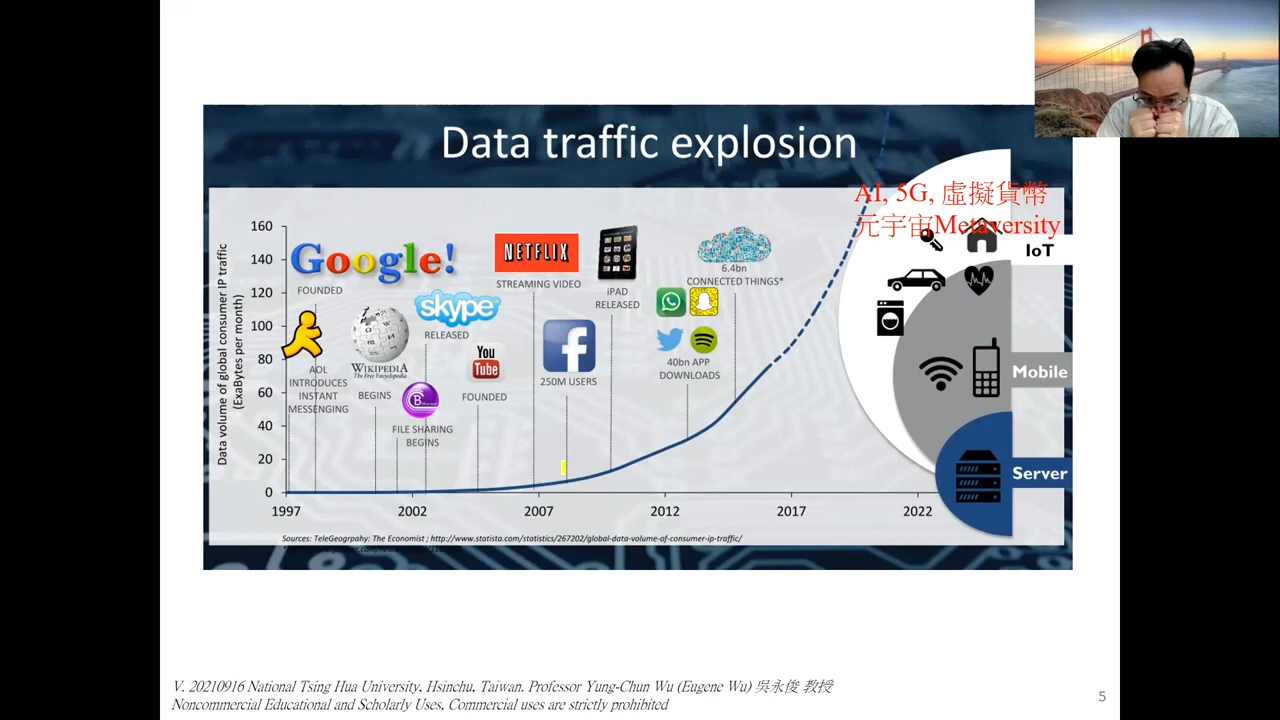 Data traffic explosion
AI, 5G, 虛擬貨幣
元宇宙Metaversity
IoT
Mobile
Server
Data volume of global consumer IP traffic
(ExaBytes per month)
160
140
120
100
80
60
40
20
0
1997
2002
2007
2012
2017
2022
Google!
FOUNDED
AOL
INTRODUCES
INSTANT
MESSENGING
WIKIPEDIA
The Free Encyclopedia
BEGINS
FILE SHARING
BEGINS
skype
RELEASED
You
Tube
FOUNDED
NETFLIX
STREAMING VIDEO
f
250M USERS
iPAD
RELEASED
40bn APP
DOWNLOADS
6.4bn
CONNECTED THINGS*
Sources: TeleGeogrpahy: The Economist ; http://www.statista.com/statistics/267202/global-data-volume-of-consumer-ip-traffic/
V. 20210916 National Tsing Hua University, Hsinchu, Taiwan. Professor Yung-Chun Wu (Eugene Wu) 吳永俊 教授
Noncommercial Educational and Scholarly Uses, Commercial uses are strictly prohibited
5